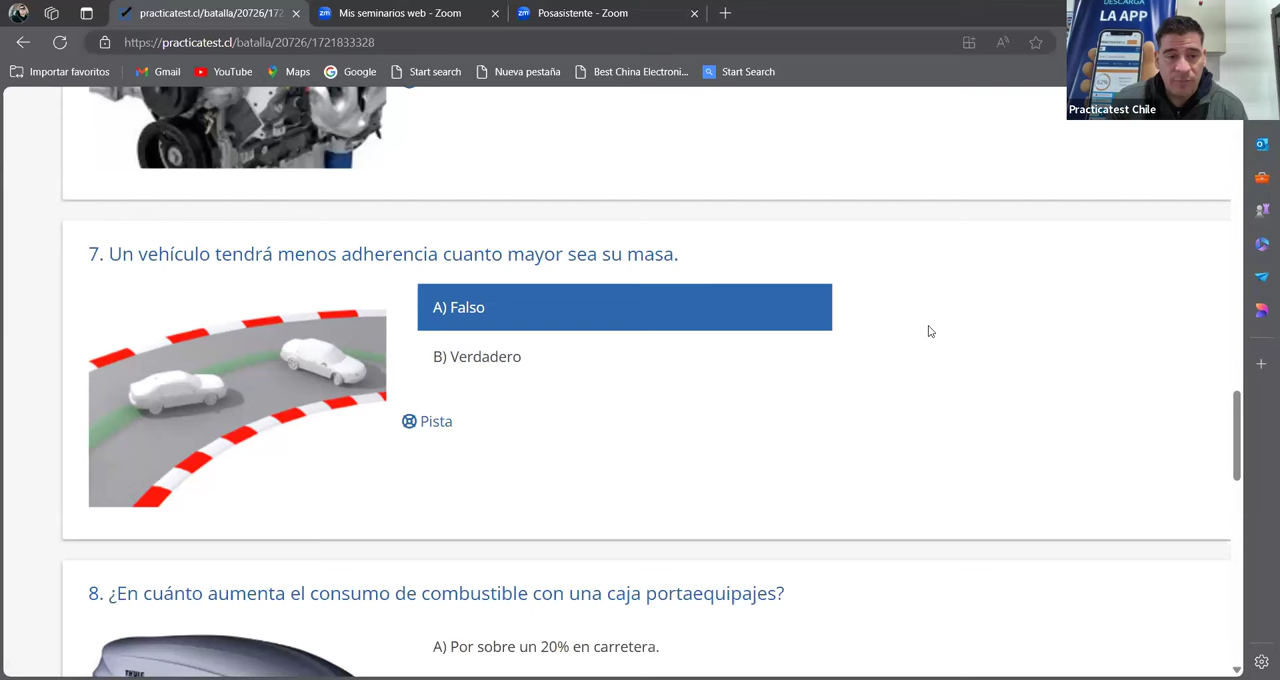 practicatest.cl/batalla/20726/172
Mis seminarios web - Zoom
Posasistente - Zoom
https://practicatest.cl/batalla/20726/1721833328
Importar favoritos
Gmail
YouTube
Maps
Google
Start search
Nueva pestaña
Best China Electroni...
Start Search
DESCARGA
LA APP
Practicatest Chile
7. Un vehículo tendrá menos adherencia cuanto mayor sea su masa.
A) Falso
B) Verdadero
Pista
8. ¿En cuánto aumenta el consumo de combustible con una caja portaequipajes?
A) Por sobre un 20% en carretera.
THULE